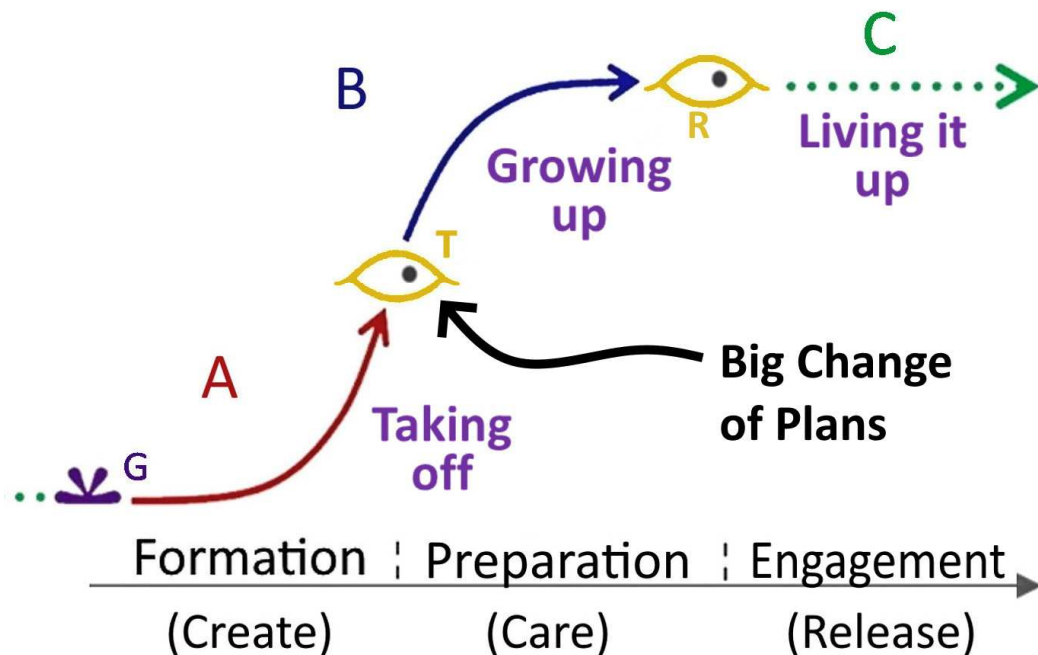 C
B
R
Living it
up
Growing
up
T
A
Big Change
of Plans
Taking
off
G
Formation
Preparation
Engagement
(Create)
(Care)
(Release)